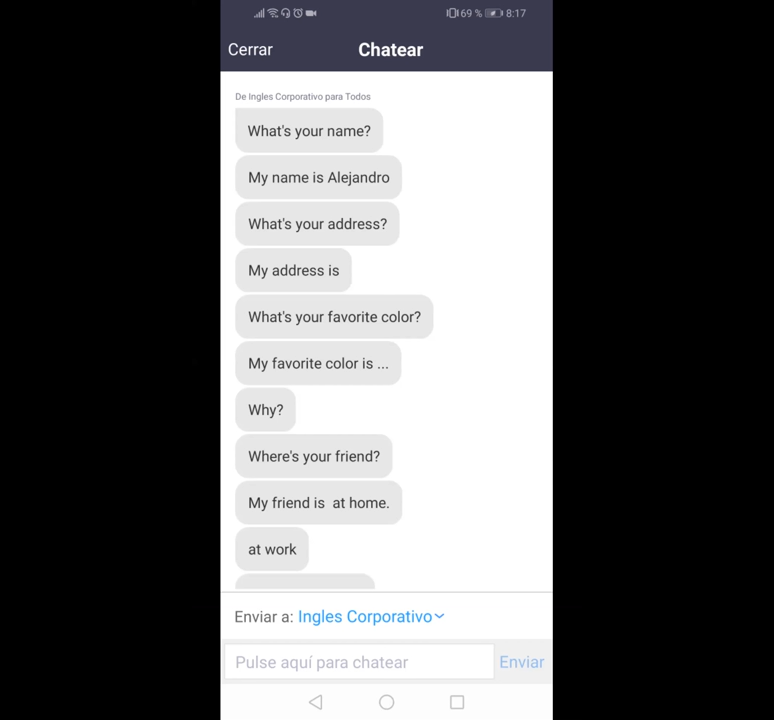 69 % 8:17
Cerrar Chatear
De Ingles Corporativo para Todos
What's your name?
My name is Alejandro
What's your address?
My address is
What's your favorite color?
My favorite color is ...
Why?
Where's your friend?
My friend is  at home.
at work
Enviar a: Ingles Corporativo
Pulse aquí para chatear Enviar